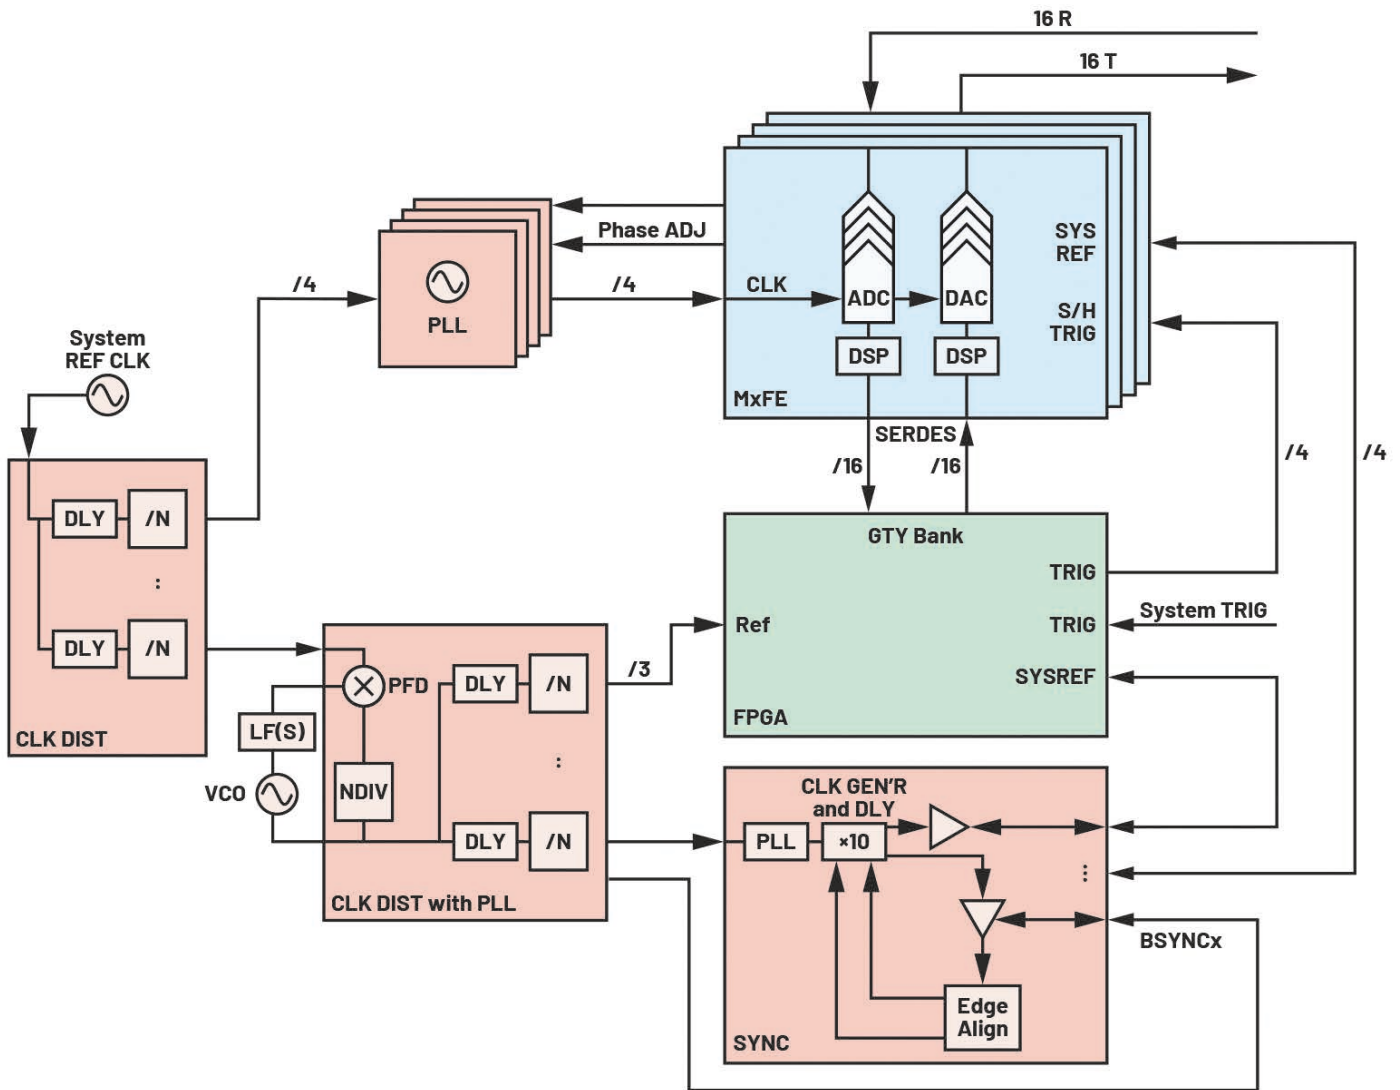 16 R
16 T
Phase ADJ
SYS
REF
/4
/4
CLK
ADC
DAC
PLL
S/H
TRIG
System
REF CLK
DSP
DSP
MxFE
SERDES
/16
/16
/4
/4
DLY
/N
:
DLY
/N
CLK DIST
GTY Bank
TRIG
System TRIG
Ref
TRIG
/3
SYSREF
FPGA
PFD
DLY
/N
LF(S)
:
VCO
NDIV
DLY
/N
CLK DIST with PLL
CLK GEN'R
and DLY
PLL
×10
⋮
BSYNCx
Edge
Align
SYNC